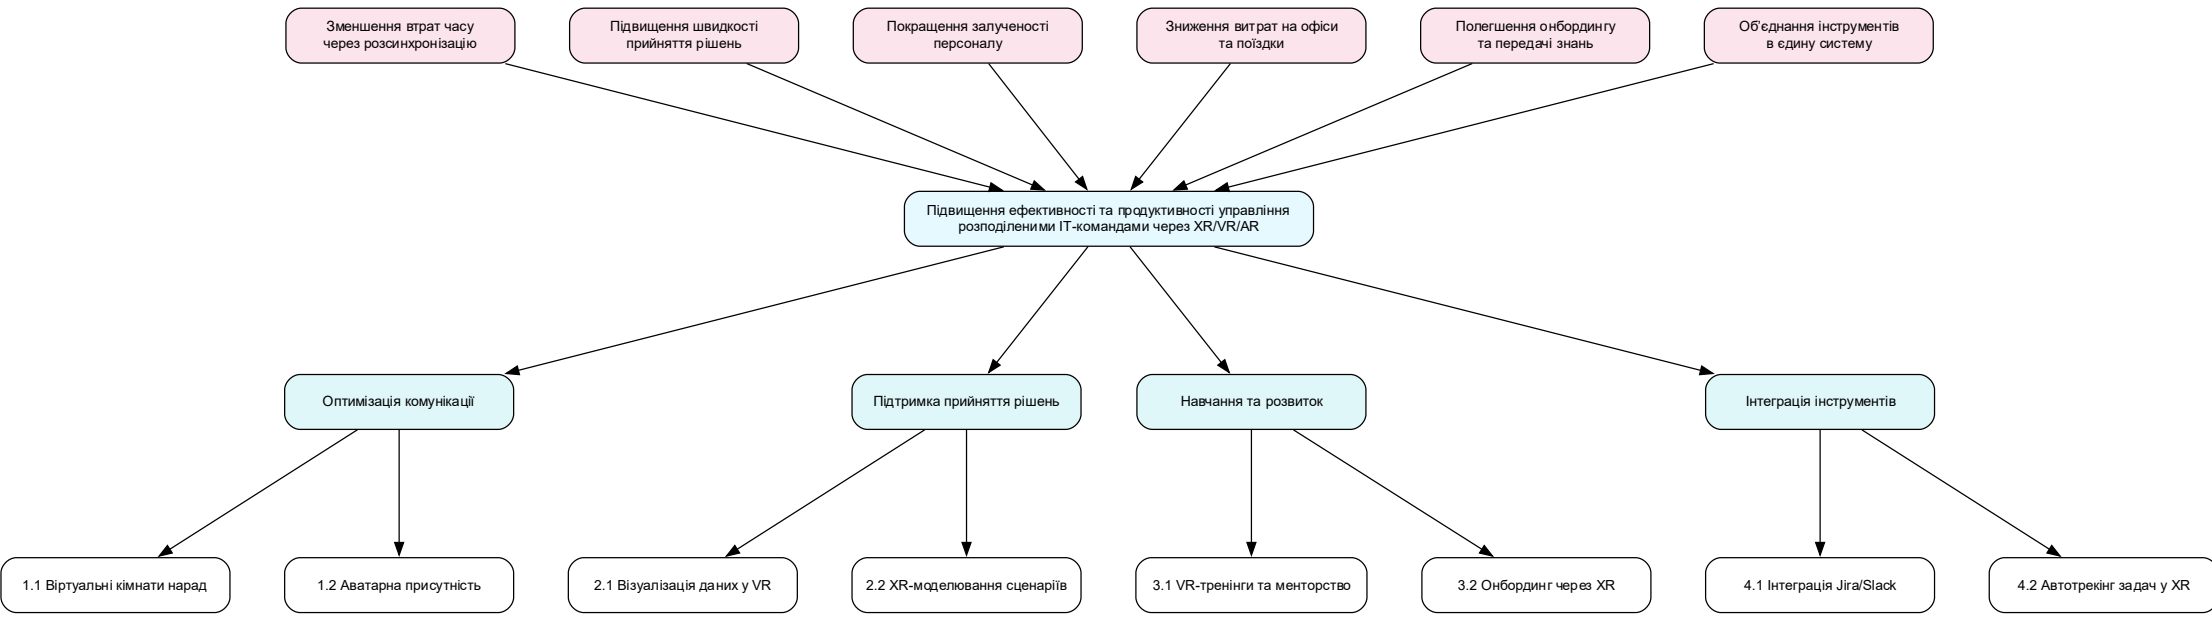 Зменшення втрат часу
через розсинхронізацію
Підвищення швидкості
прийняття рішень
Покращення залученості
персоналу
Зниження витрат на офіси
та поїздки
Полегшення онбордингу
та передачі знань
Об'єднання інструментів
в єдину систему
Підвищення ефективності та продуктивності управління
розподіленими ІТ-командами через XR/VR/AR
Оптимізація комунікації
Підтримка прийняття рішень
Навчання та розвиток
Інтеграція інструментів
1.1 Віртуальні кімнати нарад
1.2 Аватарна присутність
2.1 Візуалізація даних у VR
2.2 XR-моделювання сценаріїв
3.1 VR-тренінги та менторство
3.2 Онбординг через XR
4.1 Інтеграція Jira/Slack
4.2 Автотрекінг задач у XR